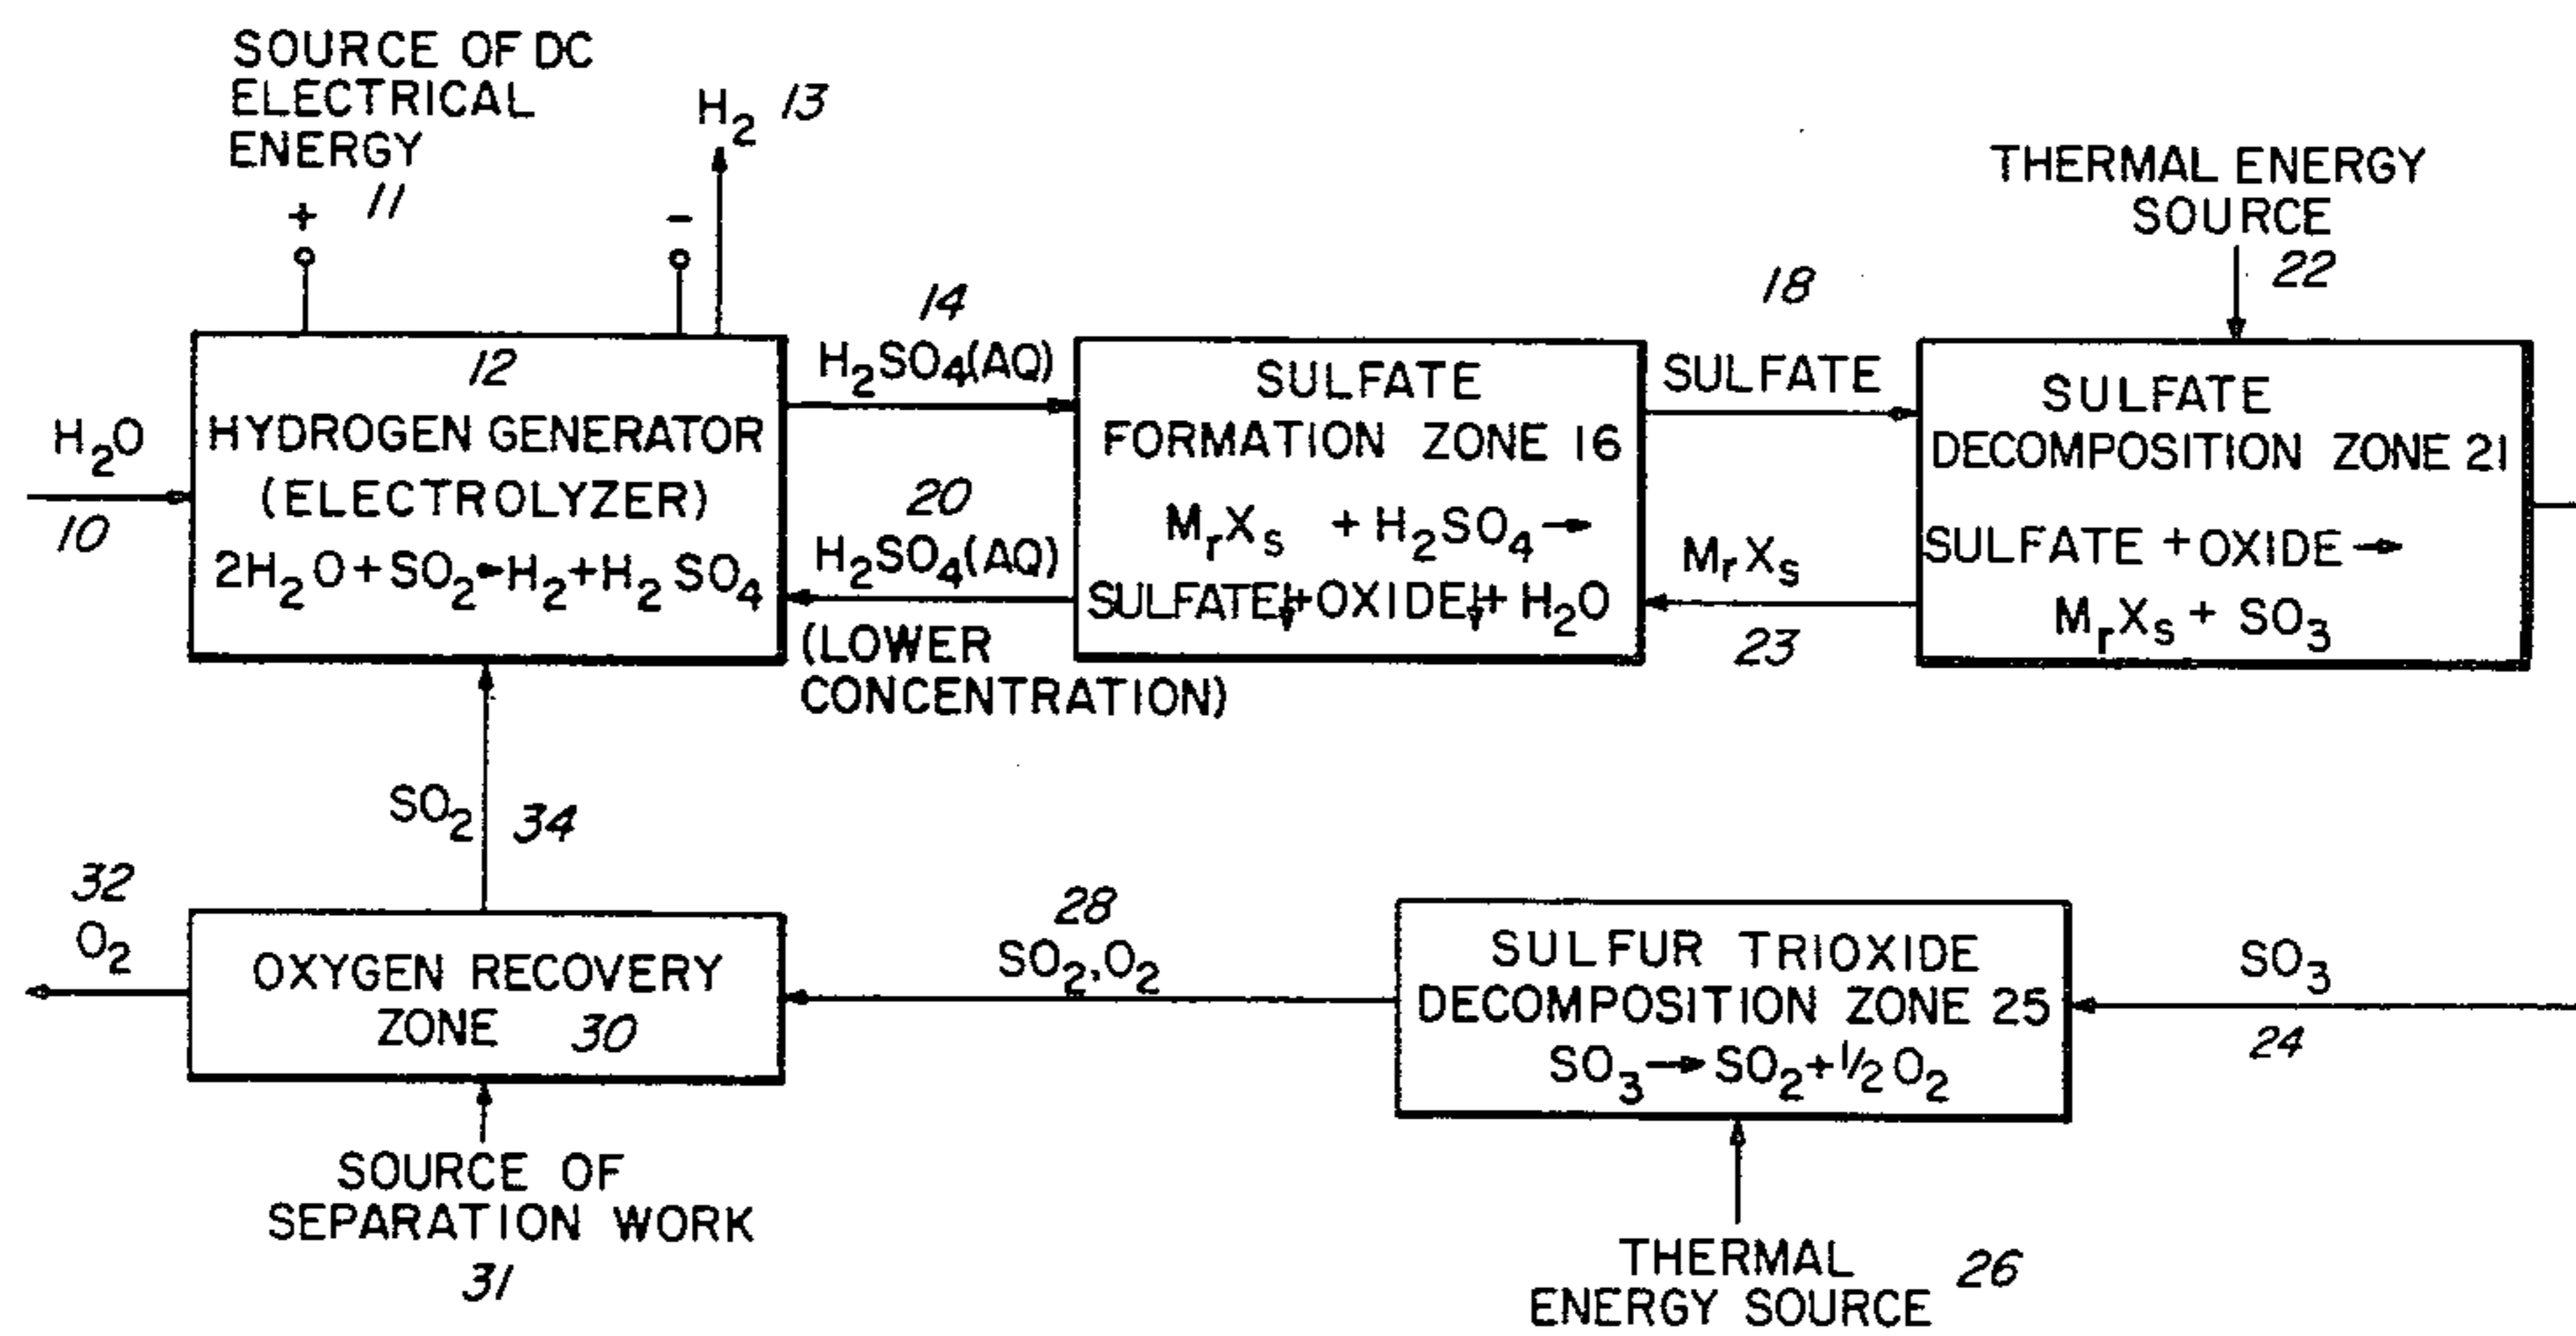 SOURCE OF DC
ELECTRICAL
ENERGY
11
+
-
H₂ 13
H₂O
10
12
HYDROGEN GENERATOR
(ELECTROLYZER)
2H₂O+SO₂→H₂+H₂SO₄
14
H₂SO₄(AQ)
20
H₂SO₄(AQ)
(LOWER
CONCENTRATION)
SULFATE
FORMATION ZONE 16
MᵣXₛ + H₂SO₄→
SULFATE↓+OXIDE↓+ H₂O
18
SULFATE
MᵣXₛ
23
THERMAL ENERGY
SOURCE
22
SULFATE
DECOMPOSITION ZONE 21
SULFATE +OXIDE→
MᵣXₛ + SO₃
SO₂ 34
32
O₂
OXYGEN RECOVERY
ZONE 30
SOURCE OF
SEPARATION WORK
31
28
SO₂,O₂
SULFUR TRIOXIDE
DECOMPOSITION ZONE 25
SO₃→SO₂+1/2O₂
SO₃
24
THERMAL
ENERGY SOURCE 26